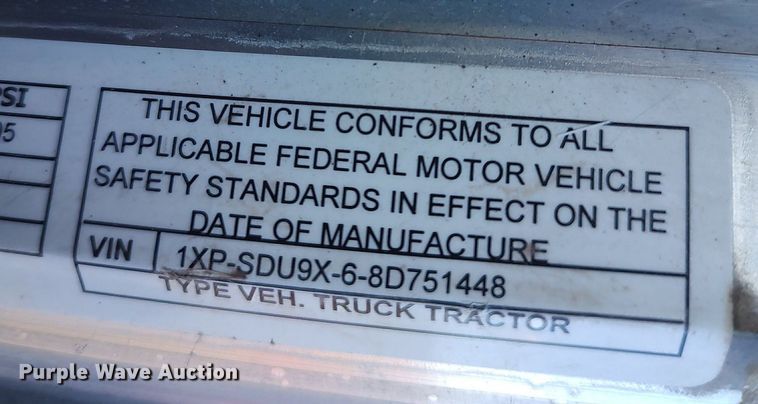 PSI
05
THIS VEHICLE CONFORMS TO ALL
APPLICABLE FEDERAL MOTOR VEHICLE
SAFETY STANDARDS IN EFFECT ON THE
DATE OF MANUFACTURE
VIN 1XP-SDU9X-6-8D751448
TYPE VEH. TRUCK TRACTOR
Purple Wave Auction